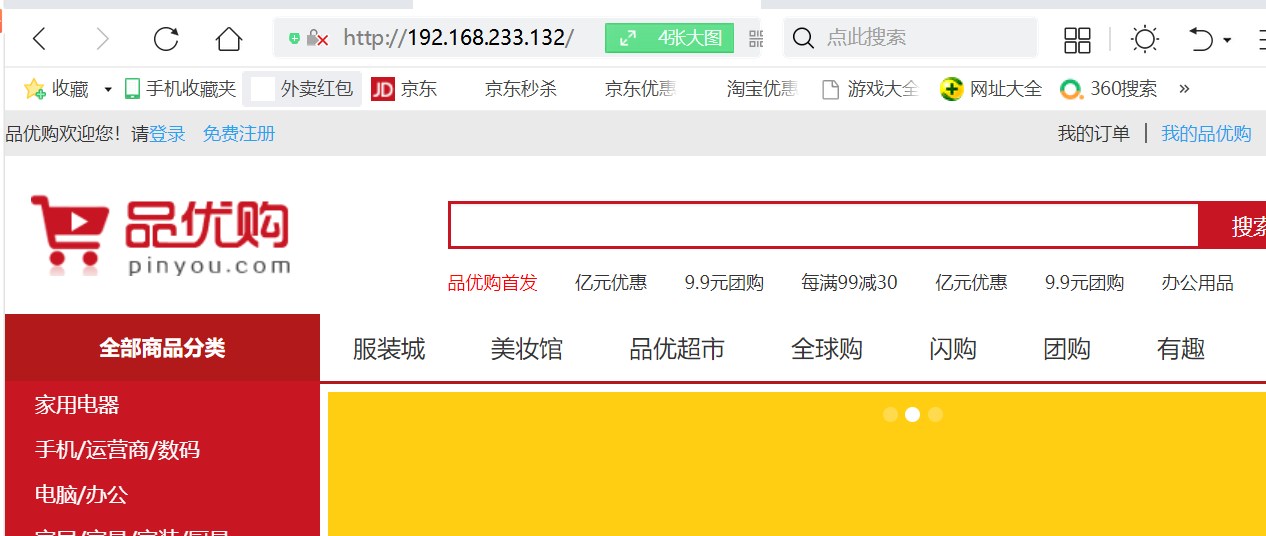 http://192.168.233.132/ 4张大图 点此搜索
收藏 手机收藏夹 外卖红包 JD 京东 京东秒杀 京东优惠 淘宝优惠 游戏大全 网址大全 360搜索 »
品优购欢迎您！请登录 免费注册 我的订单 | 我的品优购
品优购
pinyou.com
搜索
品优购首发 亿元优惠 9.9元团购 每满99减30 亿元优惠 9.9元团购 办公用品
全部商品分类 服装城 美妆馆 品优超市 全球购 闪购 团购 有趣
家用电器
手机/运营商/数码
电脑/办公